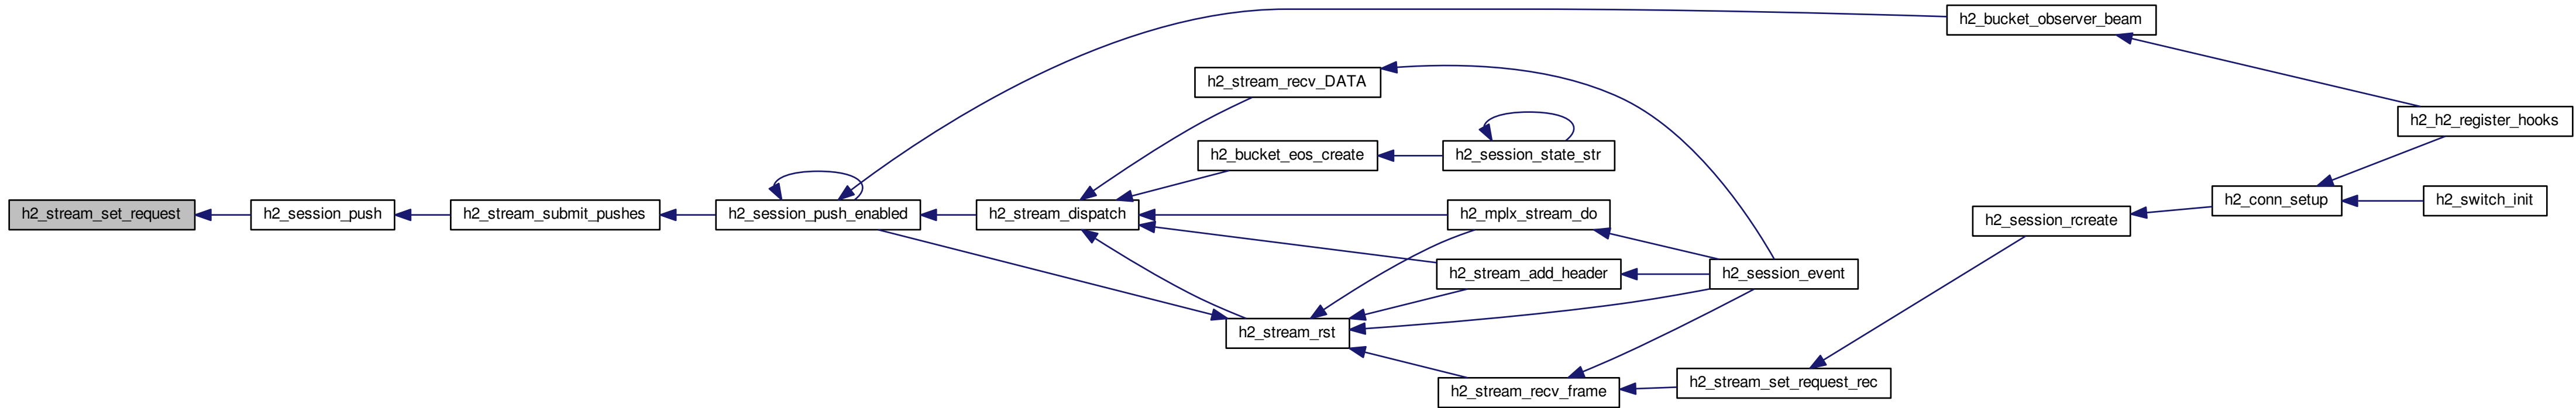 h2_bucket_observer_beam
h2_stream_recv_DATA
h2_h2_register_hooks
h2_bucket_eos_create
h2_session_state_str
h2_stream_set_request
h2_session_push
h2_stream_submit_pushes
h2_session_push_enabled
h2_stream_dispatch
h2_mplx_stream_do
h2_session_rcreate
h2_conn_setup
h2_switch_init
h2_stream_add_header
h2_session_event
h2_stream_rst
h2_stream_recv_frame
h2_stream_set_request_rec